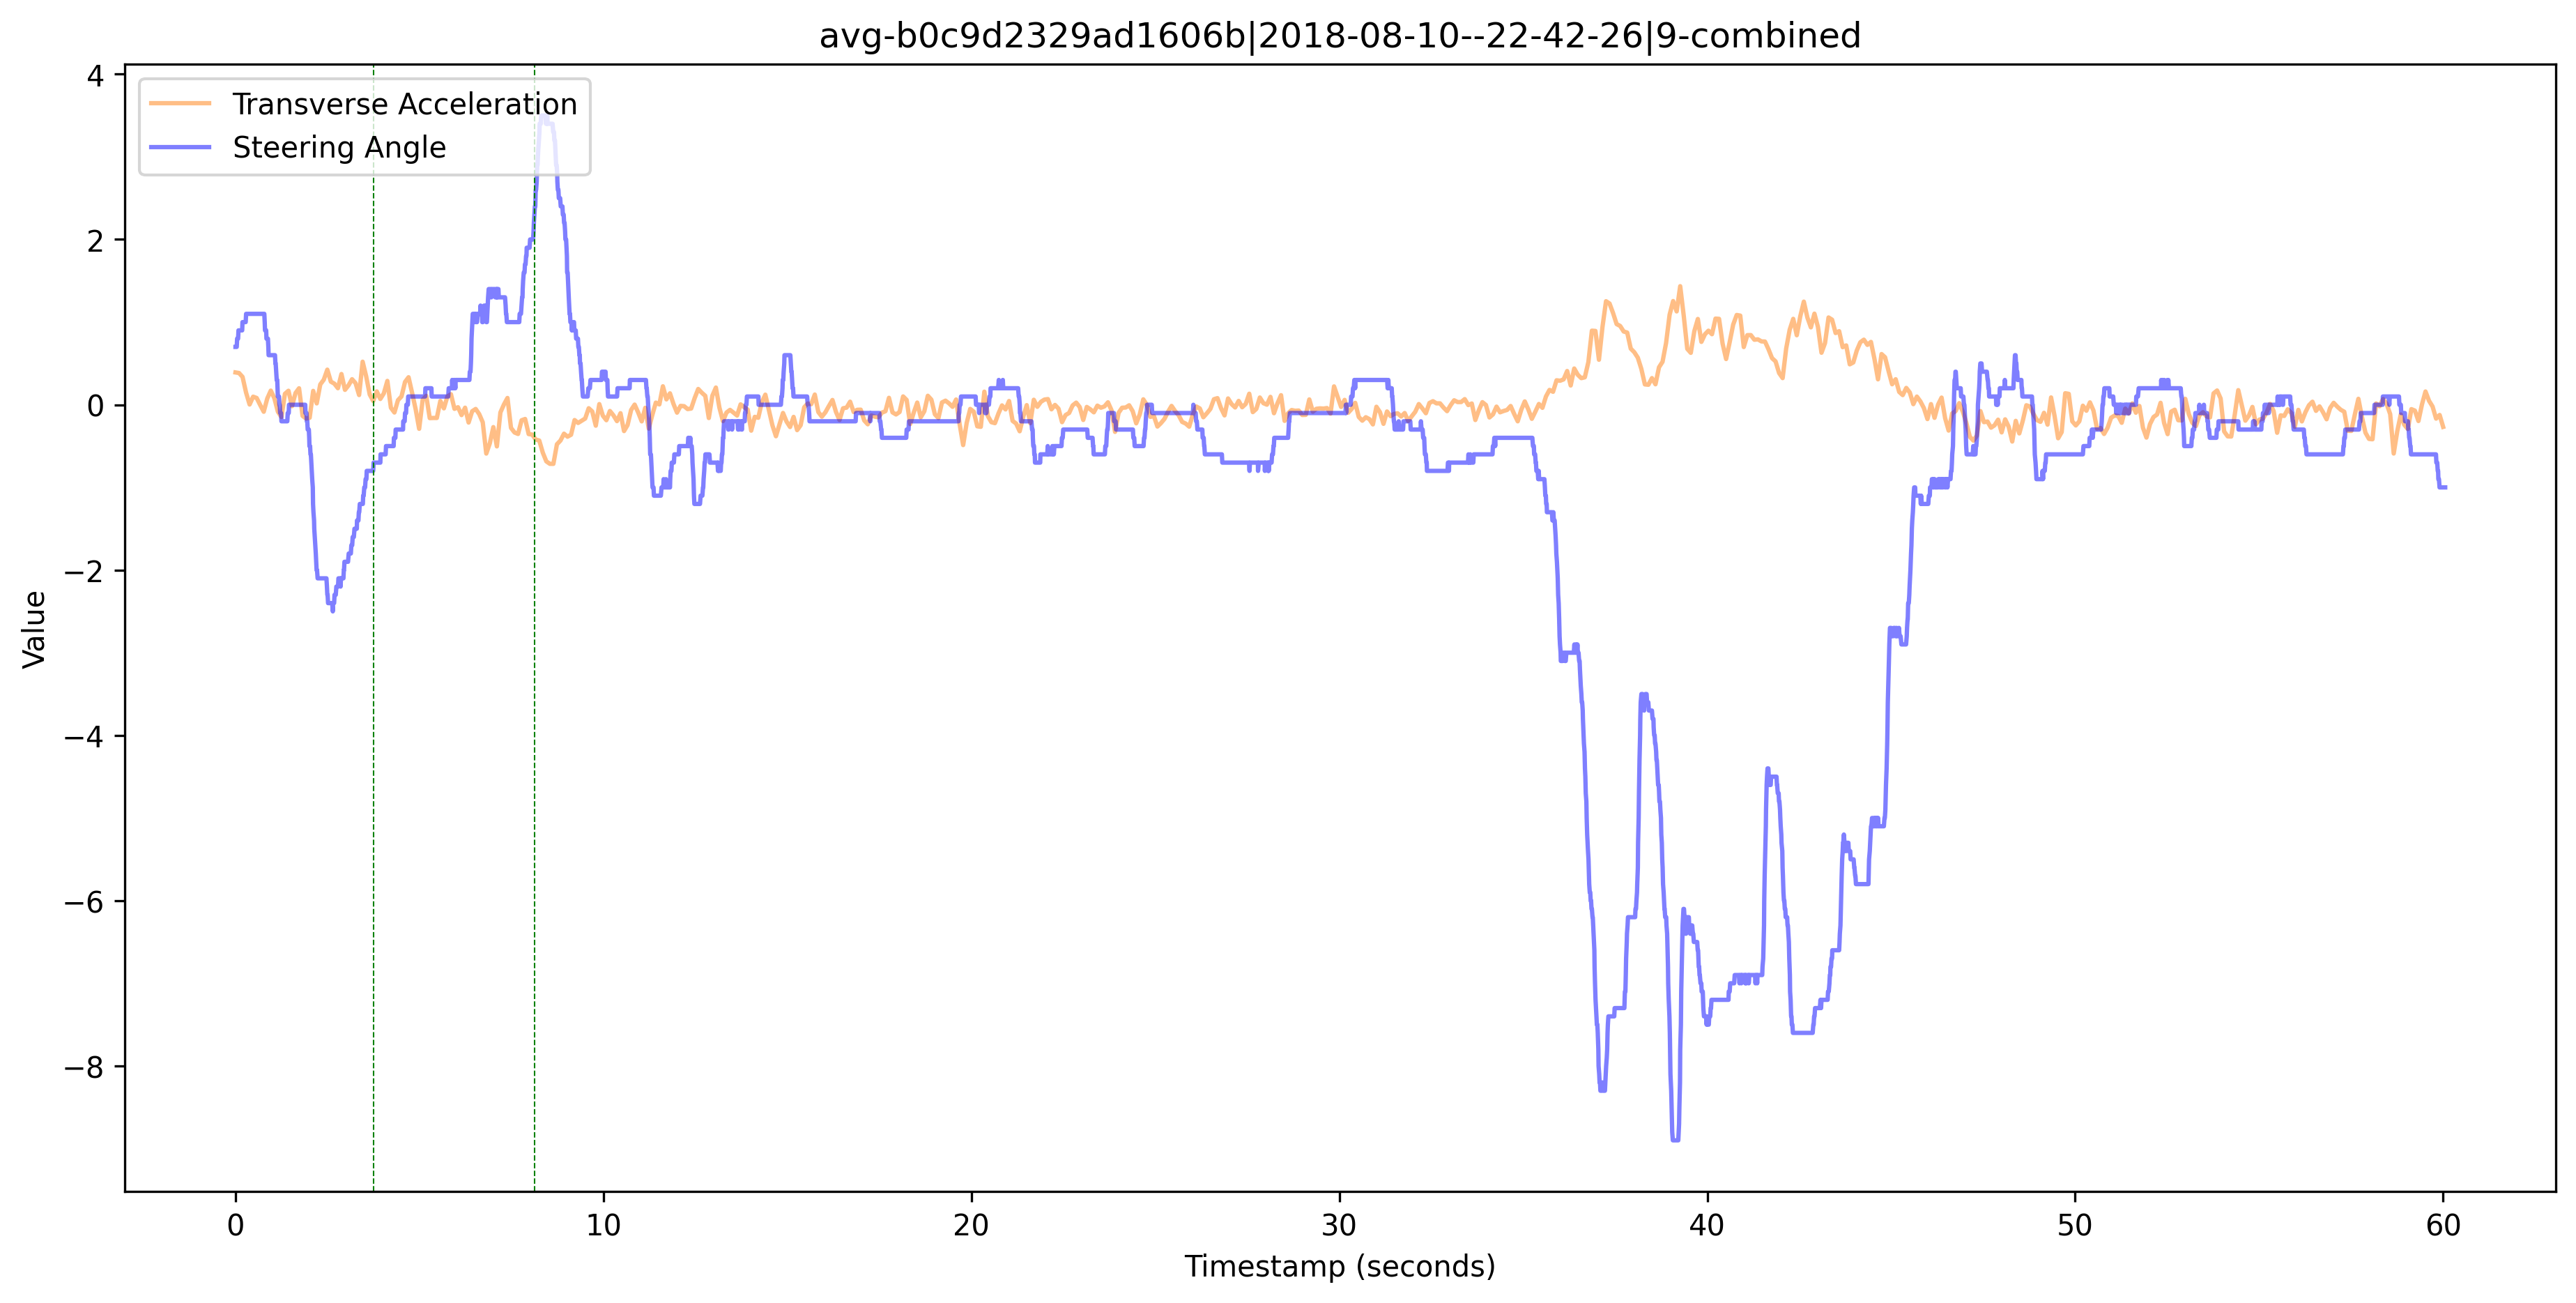 avg-b0c9d2329ad1606b|2018-08-10--22-42-26|9-combined
Transverse Acceleration
Steering Angle
Value
4
2
0
−2
−4
−6
−8
0 10 20 30 40 50 60
Timestamp (seconds)